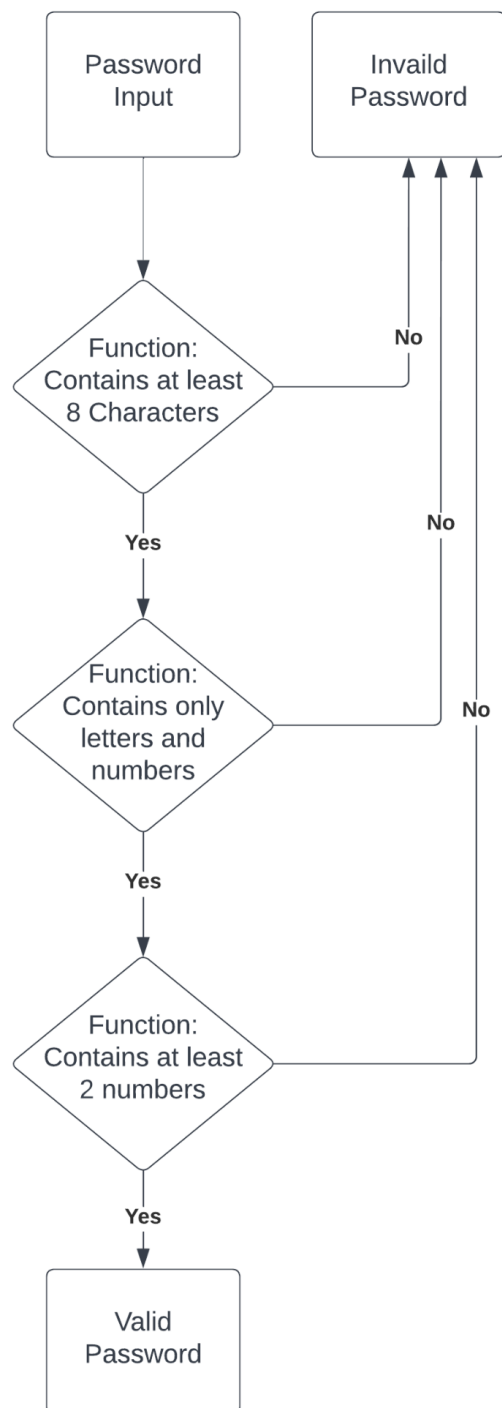 Password
Input
Invaild
Password
Function:
Contains at least
8 Characters
No
Yes
No
Function:
Contains only
letters and
numbers
No
Yes
Function:
Contains at least
2 numbers
Yes
Valid
Password